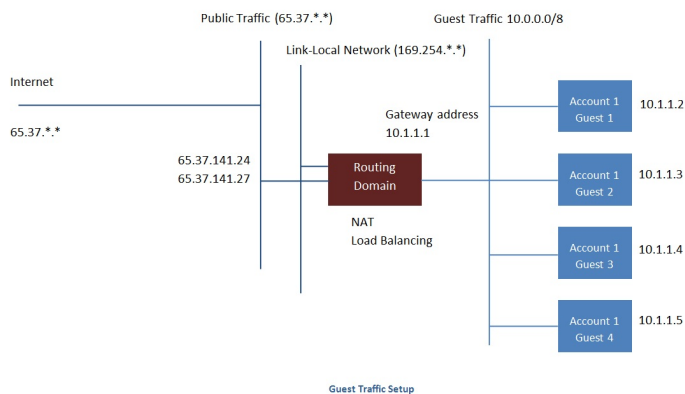 Public Traffic (65.37.*.*)
Guest Traffic 10.0.0.0/8
Link-Local Network (169.254.*.*)
Internet
65.37.*.*
Gateway address
10.1.1.1
65.37.141.24
65.37.141.27
Routing
Domain
NAT
Load Balancing
Account 1
Guest 1
10.1.1.2
Account 1
Guest 2
10.1.1.3
Account 1
Guest 3
10.1.1.4
Account 1
Guest 4
10.1.1.5
Guest Traffic Setup